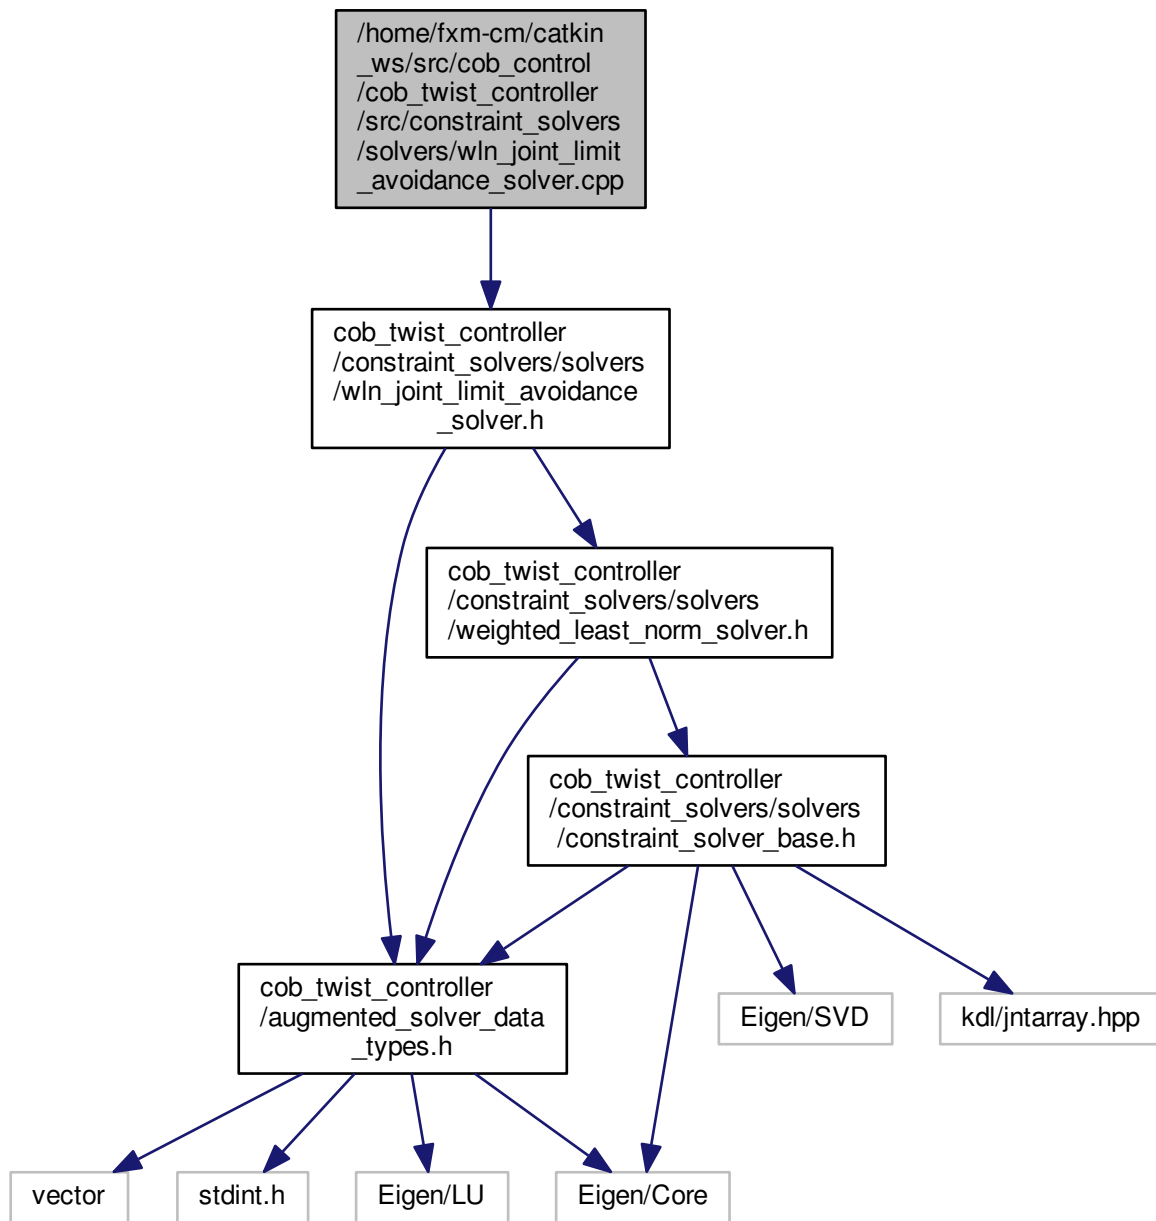 /home/fxm-cm/catkin
_ws/src/cob_control
/cob_twist_controller
/src/constraint_solvers
/solvers/wln_joint_limit
_avoidance_solver.cpp
cob_twist_controller
/constraint_solvers/solvers
/wln_joint_limit_avoidance
_solver.h
cob_twist_controller
/constraint_solvers/solvers
/weighted_least_norm_solver.h
cob_twist_controller
/constraint_solvers/solvers
/constraint_solver_base.h
cob_twist_controller
/augmented_solver_data
_types.h
Eigen/SVD
kdl/jntarray.hpp
vector
stdint.h
Eigen/LU
Eigen/Core